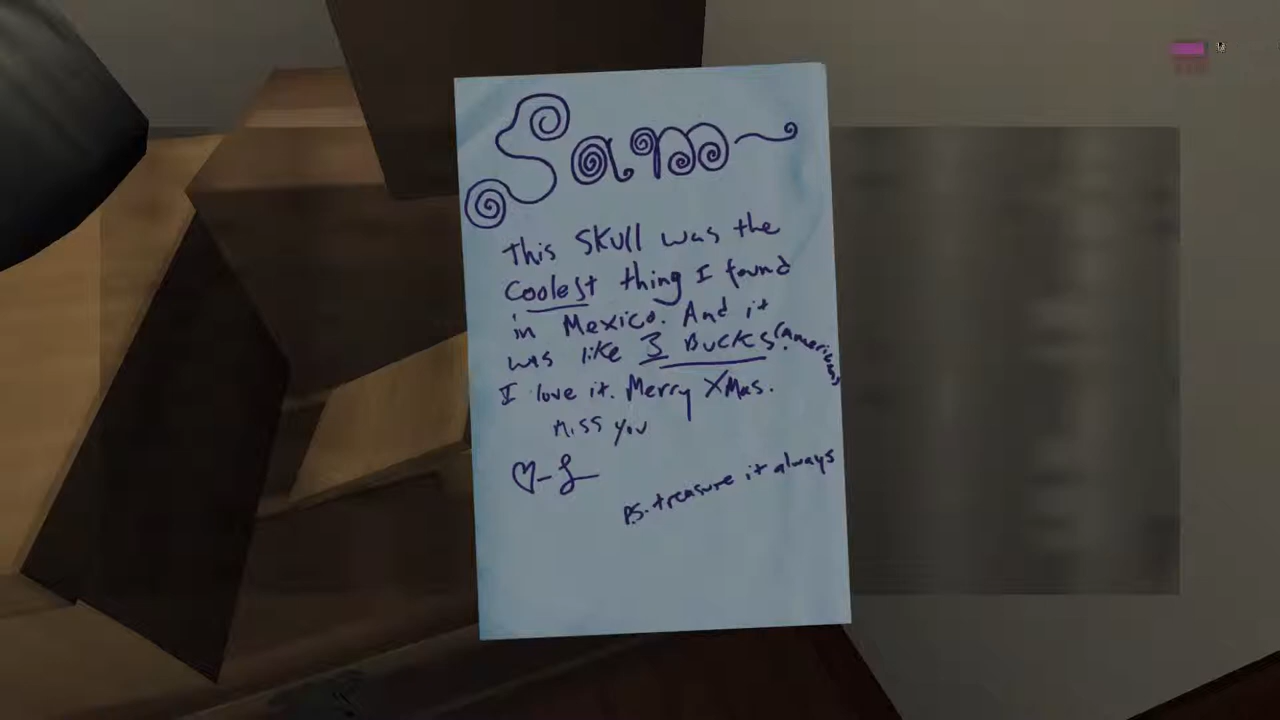 Sam
This Skull was the
Coolest thing I found
in Mexico. And it
was like 3 Bucks! (american)
I love it. Merry XMas.
Miss you
♡-L
P.S. treasure it always